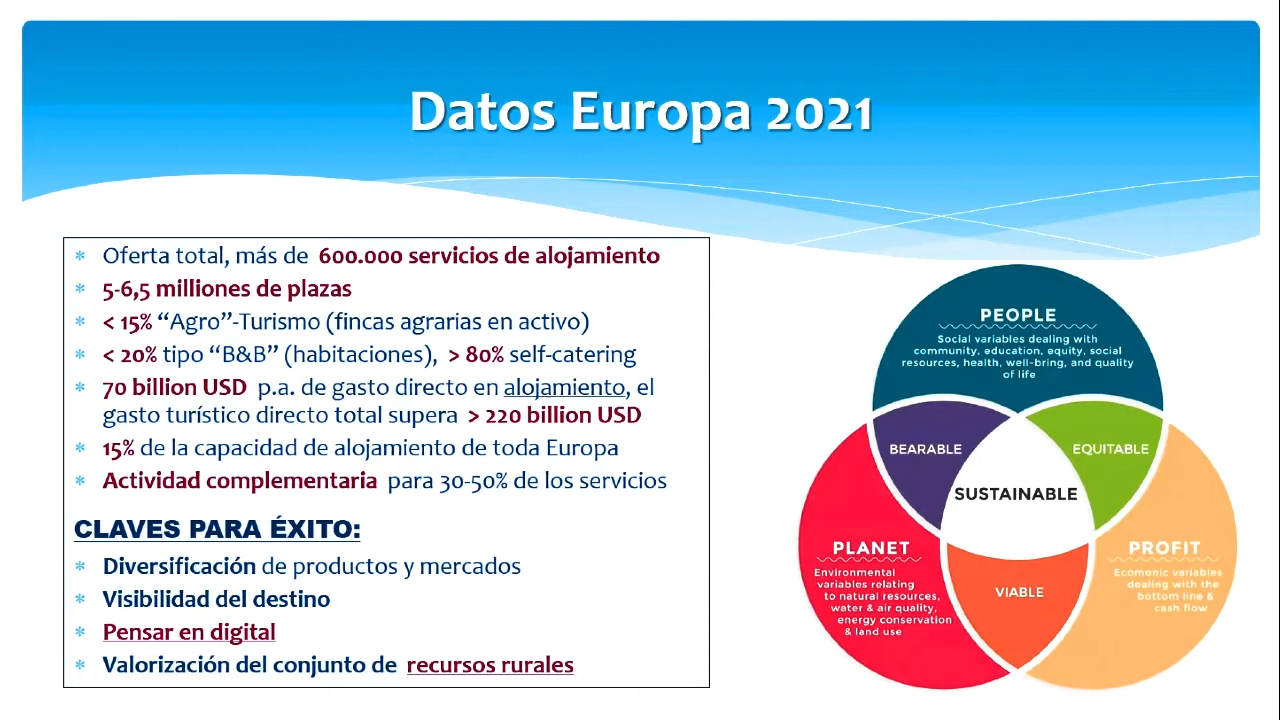 Datos Europa 2021
Oferta total, más de 600.000 servicios de alojamiento
5-6,5 milliones de plazas
< 15% “Agro”-Turismo (fincas agrarias en activo)
< 20% tipo “B&B” (habitaciones), > 80% self-catering
70 billion USD p.a. de gasto directo en alojamiento, el
gasto turístico directo total supera > 220 billion USD
15% de la capacidad de alojamiento de toda Europa
Actividad complementaria para 30-50% de los servicios
CLAVES PARA ÉXITO:
Diversificación de productos y mercados
Visibilidad del destino
Pensar en digital
Valorización del conjunto de recursos rurales
PEOPLE
Social variables dealing with
community, education, equity, social
resources, health, well-bring, and quality
of life
BEARABLE
EQUITABLE
SUSTAINABLE
PLANET
Environmental
variables relating
to natural resources,
water & air quality,
energy conservation
& land use
VIABLE
PROFIT
Ecomonic variables
dealing with the
bottom line &
cash flow